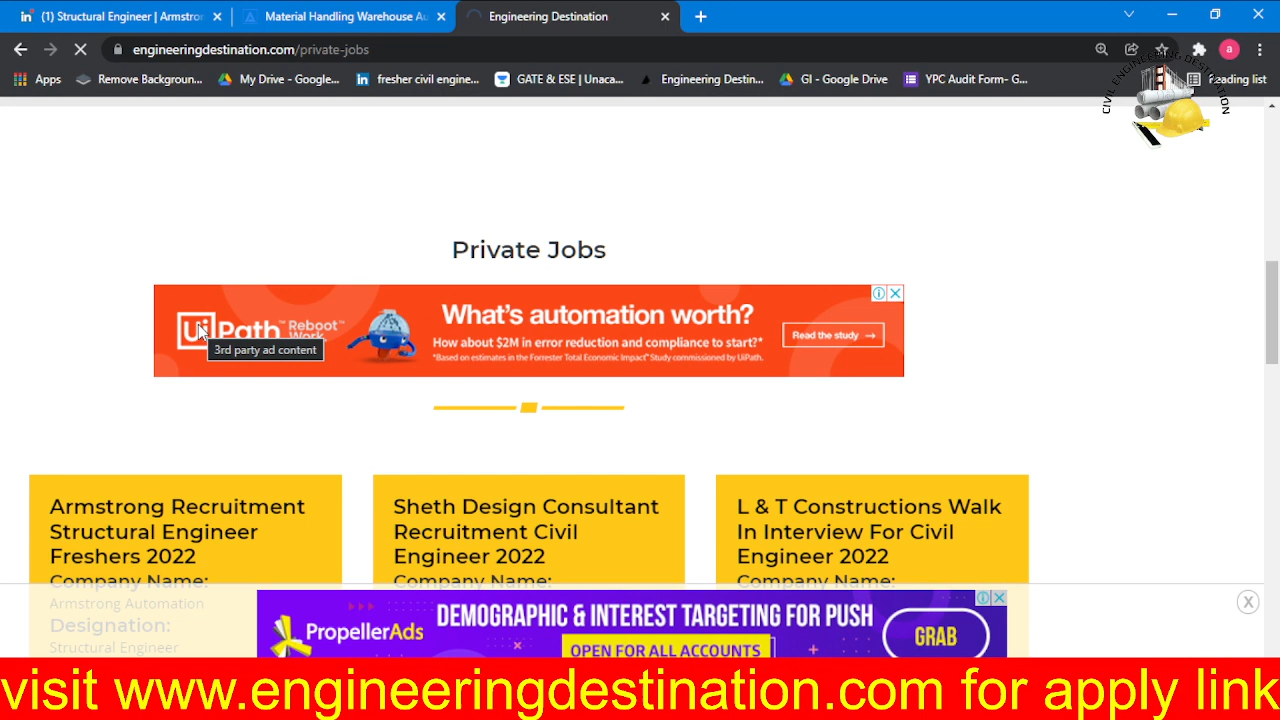 (1) Structural Engineer | Armstron
Material Handling Warehouse Au
Engineering Destination
engineeringdestination.com/private-jobs
Apps
Remove Backgroun...
My Drive - Google...
fresher civil engine...
GATE & ESE | Unaca...
Engineering Destin...
GI - Google Drive
YPC Audit Form- G...
Reading list
CIVIL ENGINEERING DESTINATION
Private Jobs
UiPath™ Reboot Work.
3rd party ad content
What's automation worth?
How about $2M in error reduction and compliance to start?*
*Based on estimates in the Forrester Total Economic Impact™ Study commissioned by UiPath.
Read the study →
Armstrong Recruitment
Structural Engineer
Freshers 2022
Company Name:
Armstrong Automation
Designation:
Structural Engineer
Sheth Design Consultant
Recruitment Civil
Engineer 2022
Company Name:
L & T Constructions Walk
In Interview For Civil
Engineer 2022
Company Name:
PropellerAds
DEMOGRAPHIC & INTEREST TARGETING FOR PUSH
OPEN FOR ALL ACCOUNTS
GRAB
X
visit www.engineeringdestination.com for apply link